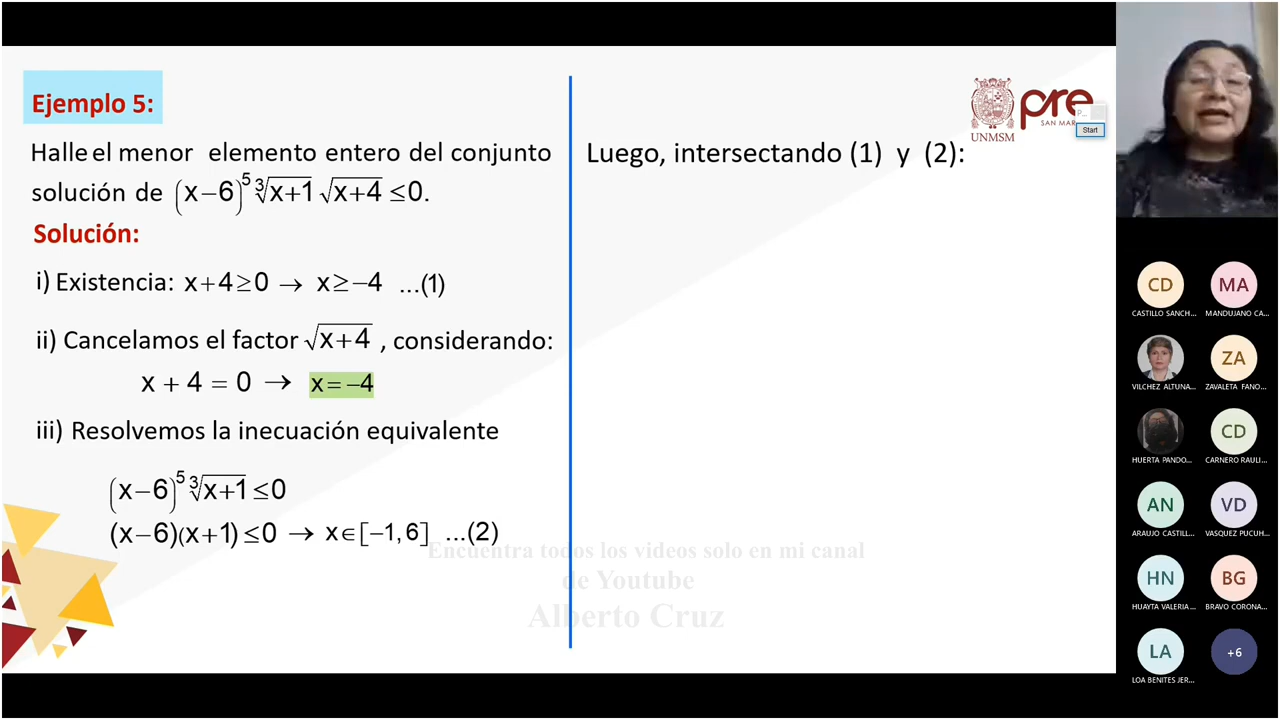 Ejemplo 5:
Halle el menor elemento entero del conjunto
solución de (x−6)⁵ ∛(x+1) √(x+4) ≤0.
Solución:
i) Existencia: x+4≥0 → x≥−4 ...(1)
ii) Cancelamos el factor √(x+4) , considerando:
x + 4 = 0 → x=−4
iii) Resolvemos la inecuación equivalente
(x−6)⁵ ∛(x+1) ≤0
(x−6)(x+1)≤0 → x∈[−1,6] ...(2)
Luego, intersectando (1) y (2):
UNMSM
pre
SAN MAR
P...
Start
Encuentra todos los videos solo en mi canal
de Youtube
Alberto Cruz
CD
CASTILLO SANCH...
MA
MANDUJANO CA...
VILCHEZ ALTUNA...
ZA
ZAVALETA FANO...
HUERTA PANDO...
CD
CARNERO RAULI...
AN
ARAUJO CASTILL...
VD
VASQUEZ PUCUH...
HN
HUAYTA VALERIA...
BG
BRAVO CORONA...
LA
LOA BENITES JER...
+6